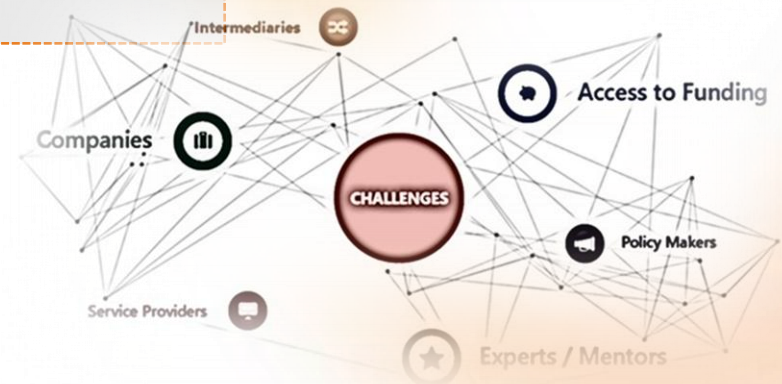 Intermediaries
Access to Funding
Companies
CHALLENGES
Policy Makers
Service Providers
Experts / Mentors